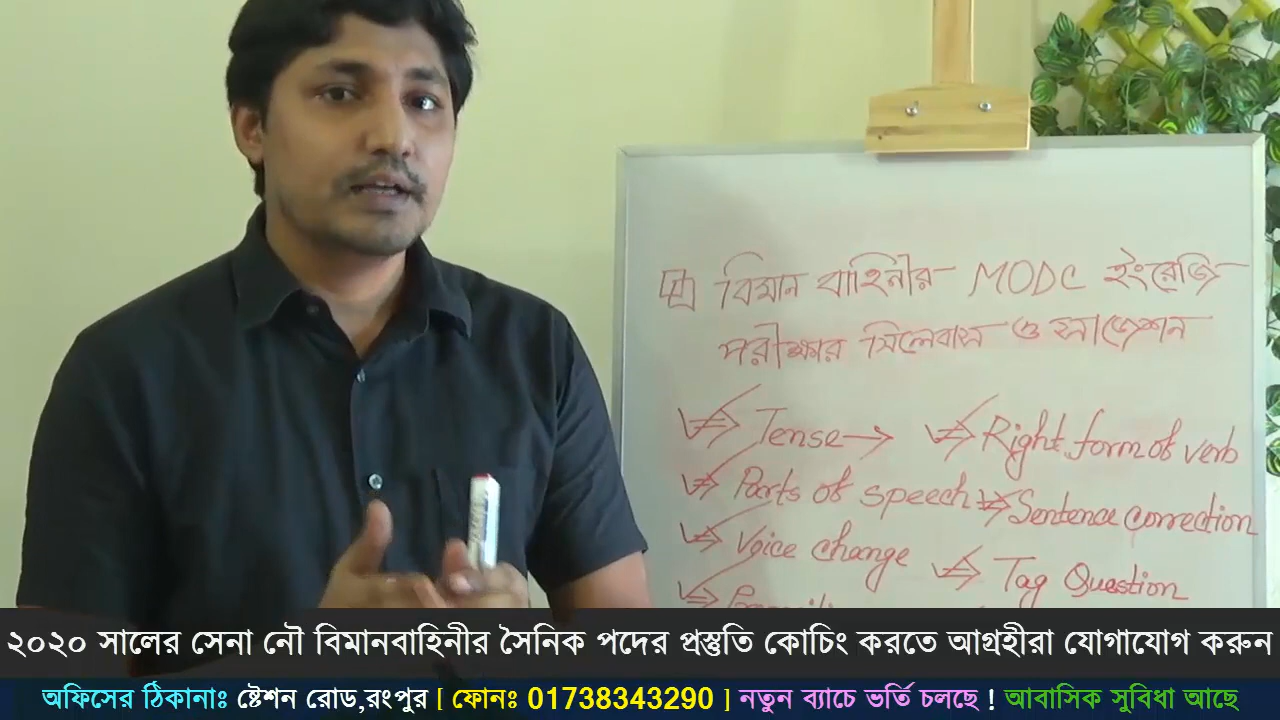 বিমান বাহিনীর MODC ইংরেজি
পরীক্ষার সিলেবাস ও সাজেশন
Tense → Right form of verb
Parts of speech Sentence correction
Voice change Tag Question
২০২০ সালের সেনা নৌ বিমানবাহিনীর সৈনিক পদের প্রস্তুতি কোচিং করতে আগ্রহীরা যোগাযোগ করুন
অফিসের ঠিকানাঃ ষ্টেশন রোড,রংপুর [ ফোনঃ 01738343290 ] নতুন ব্যাচে ভর্তি চলছে ! আবাসিক সুবিধা আছে